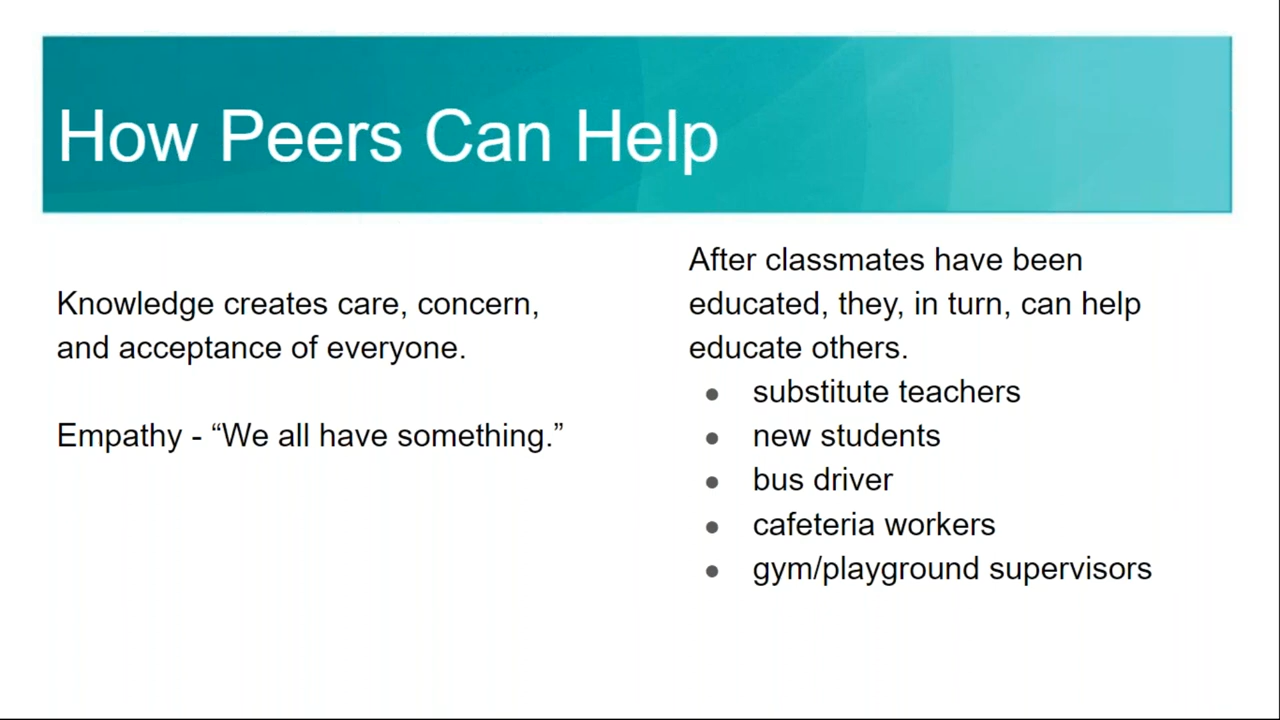 How Peers Can Help
Knowledge creates care, concern,
and acceptance of everyone.
Empathy - “We all have something.”
After classmates have been
educated, they, in turn, can help
educate others.
● substitute teachers
● new students
● bus driver
● cafeteria workers
● gym/playground supervisors